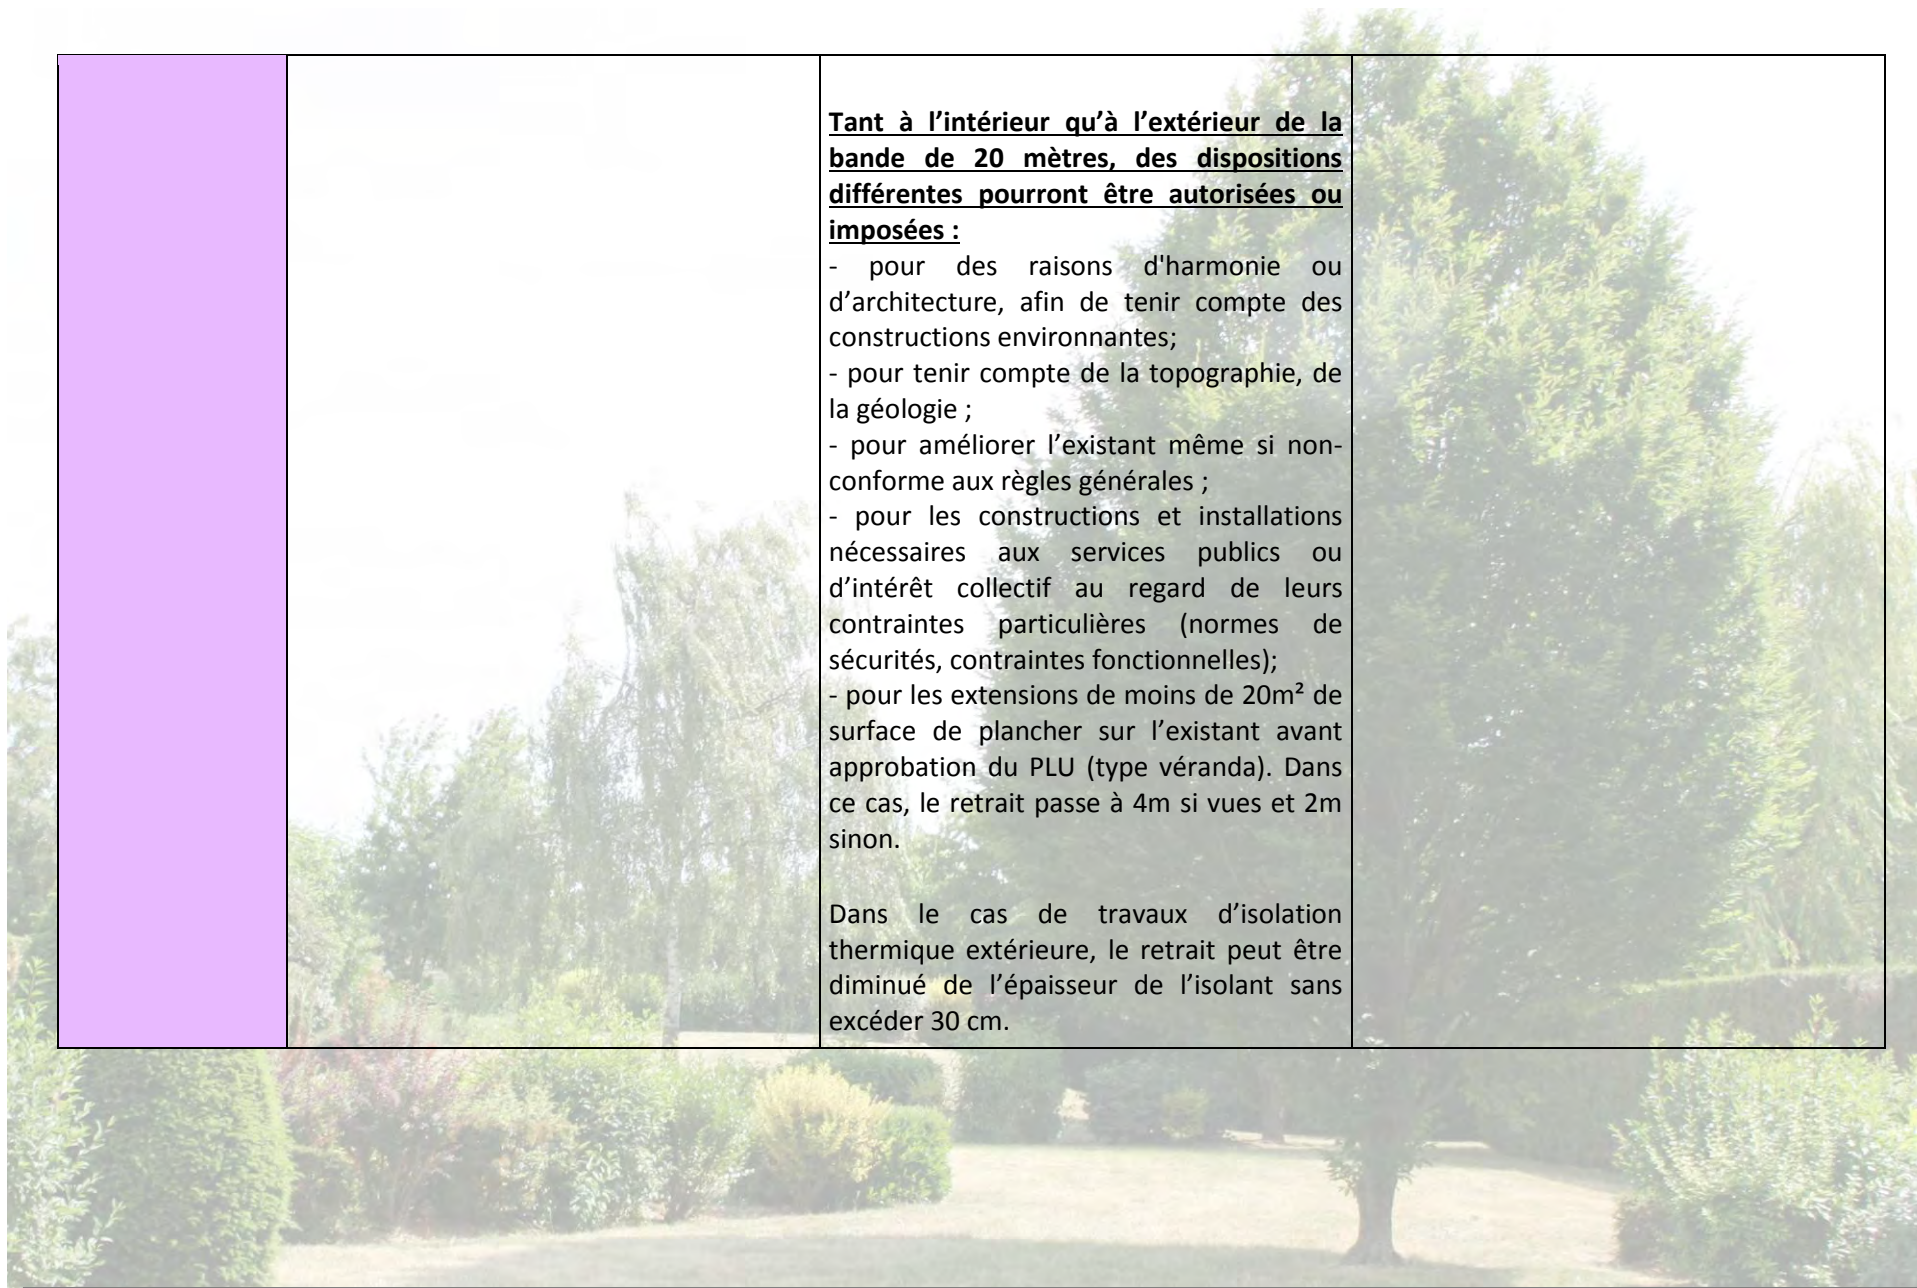 Tant à l’intérieur qu’à l’extérieur de la
bande de 20 mètres, des dispositions
différentes pourront être autorisées ou
imposées :
- pour des raisons d'harmonie ou
d’architecture, afin de tenir compte des
constructions environnantes;
- pour tenir compte de la topographie, de
la géologie ;
- pour améliorer l’existant même si non-
conforme aux règles générales ;
- pour les constructions et installations
nécessaires aux services publics ou
d’intérêt collectif au regard de leurs
contraintes particulières (normes de
sécurités, contraintes fonctionnelles);
- pour les extensions de moins de 20m² de
surface de plancher sur l’existant avant
approbation du PLU (type véranda). Dans
ce cas, le retrait passe à 4m si vues et 2m
sinon.
Dans le cas de travaux d’isolation
thermique extérieure, le retrait peut être
diminué de l’épaisseur de l’isolant sans
excéder 30 cm.